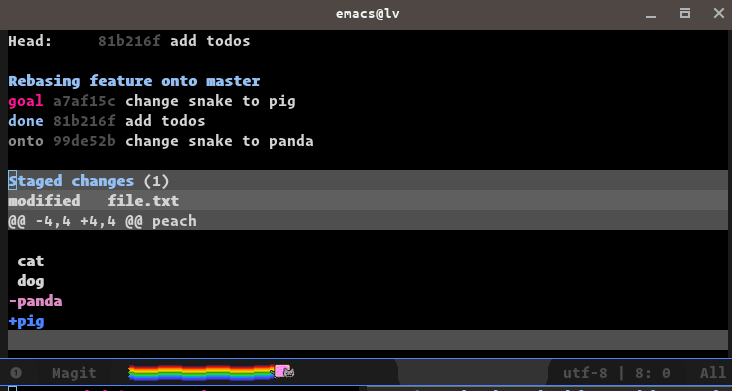 emacs@lv
Head: 81b216f add todos
Rebasing feature onto master
goal a7af15c change snake to pig
done 81b216f add todos
onto 99de52b change snake to panda
Staged changes (1)
modified file.txt
@@ -4,4 +4,4 @@ peach
cat
dog
-panda
+pig
Magit utf-8 | 8: 0 All